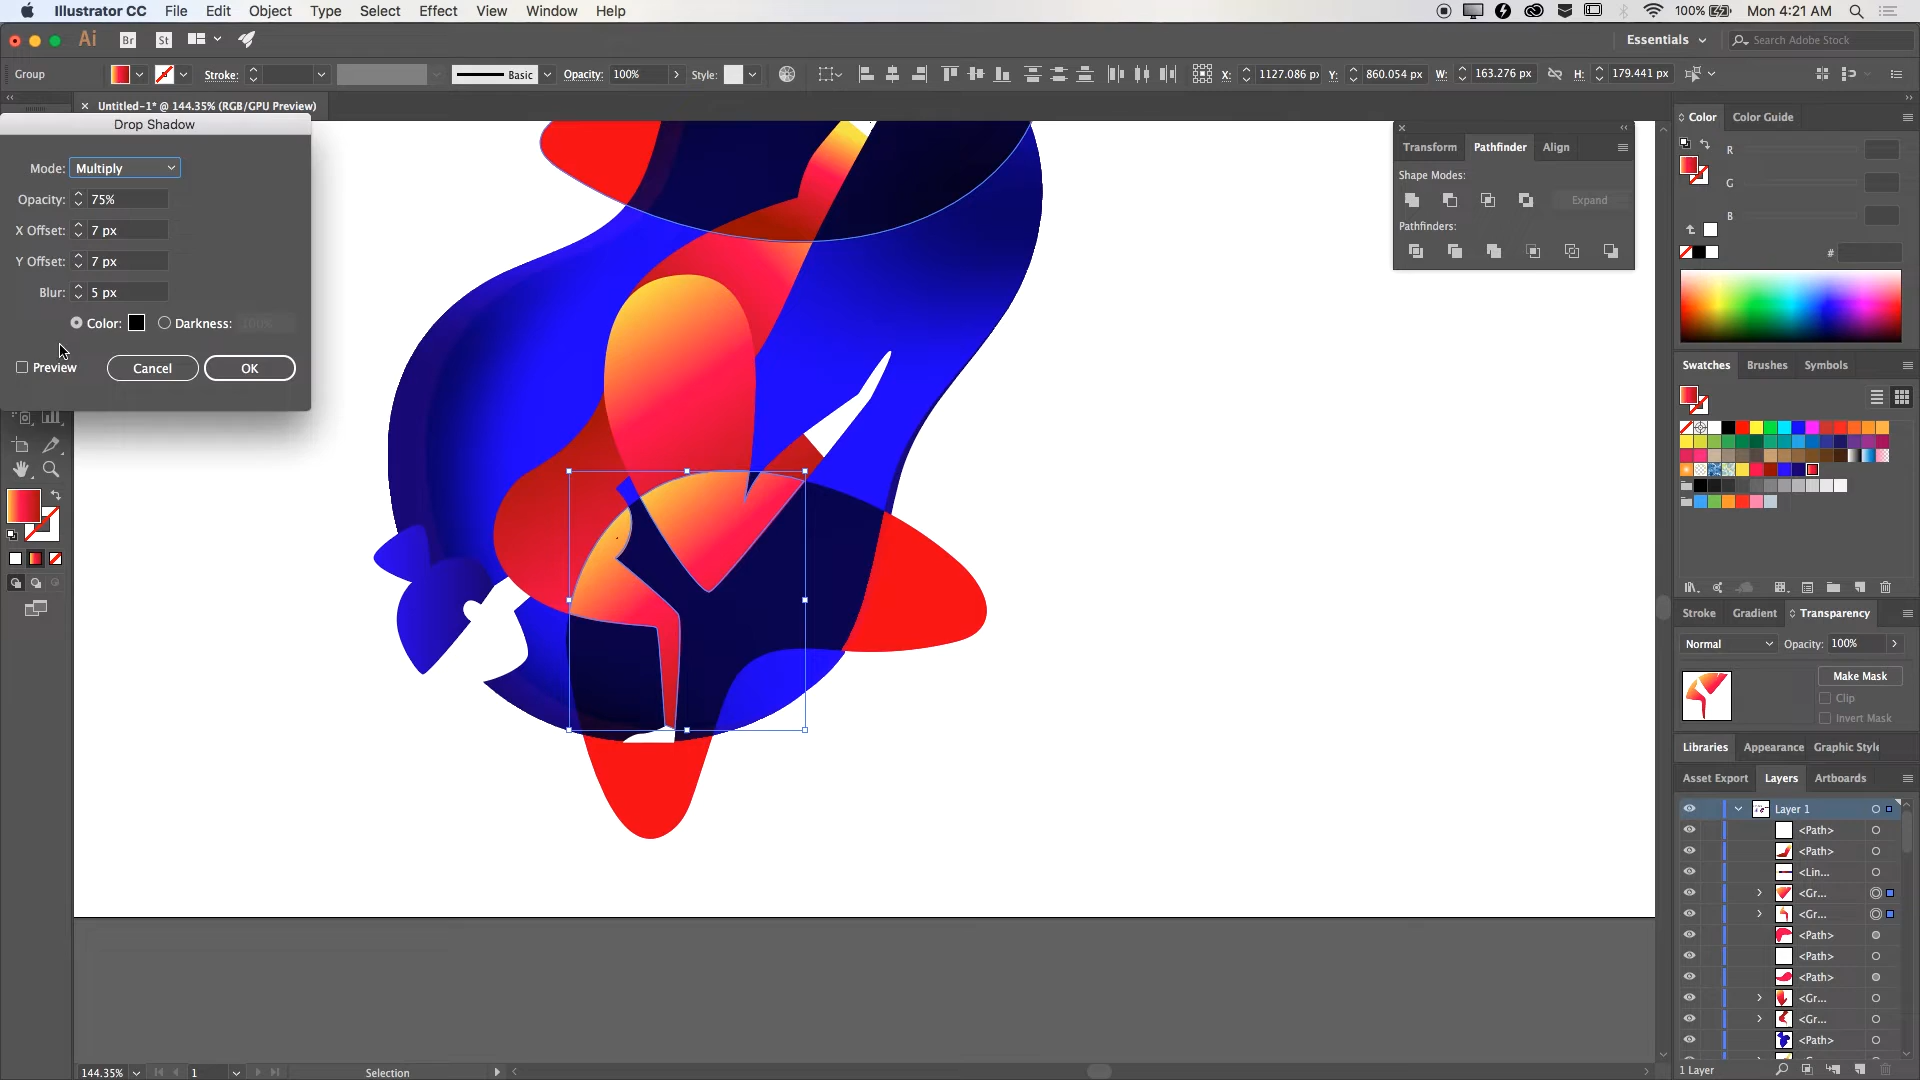 Illustrator CC File Edit Object Type Select Effect View Window Help
100% Mon 4:21 AM
Ai Br St Essentials Search Adobe Stock
Group Stroke: Basic Opacity: 100% Style: X: 1127.086 px Y: 860.054 px W: 163.276 px H: 179.441 px
Untitled-1* @ 144.35% (RGB/GPU Preview)
Drop Shadow
Mode: Multiply
Opacity: 75%
X Offset: 7 px
Y Offset: 7 px
Blur: 5 px
Color: Darkness: 100%
Preview Cancel OK
Transform Pathfinder Align
Shape Modes:
Expand
Pathfinders:
Color Color Guide
R
G
B
#
Swatches Brushes Symbols
Stroke Gradient Transparency
Normal Opacity: 100%
Make Mask
Clip
Invert Mask
Libraries Appearance Graphic Style
Asset Export Layers Artboards
Layer 1
<Path>
<Path>
<Lin...
<Gr...
<Gr...
<Path>
<Path>
<Path>
<Gr...
<Gr...
<Path>
1 Layer
144.35% 1 Selection